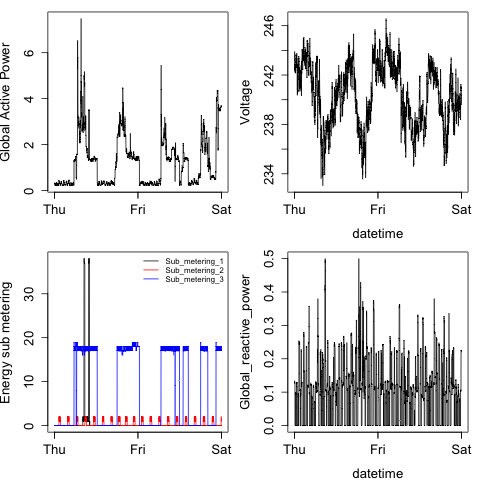 Global Active Power
6
4
2
0
Thu Fri Sat
Voltage
242
238
234
Thu Fri Sat
datetime
Energy sub metering
30
20
10
0
Sub_metering_1
Sub_metering_2
Sub_metering_3
Thu Fri Sat
Global_reactive_power
0.5
0.4
0.3
0.2
0.1
0.0
Thu Fri Sat
datetime